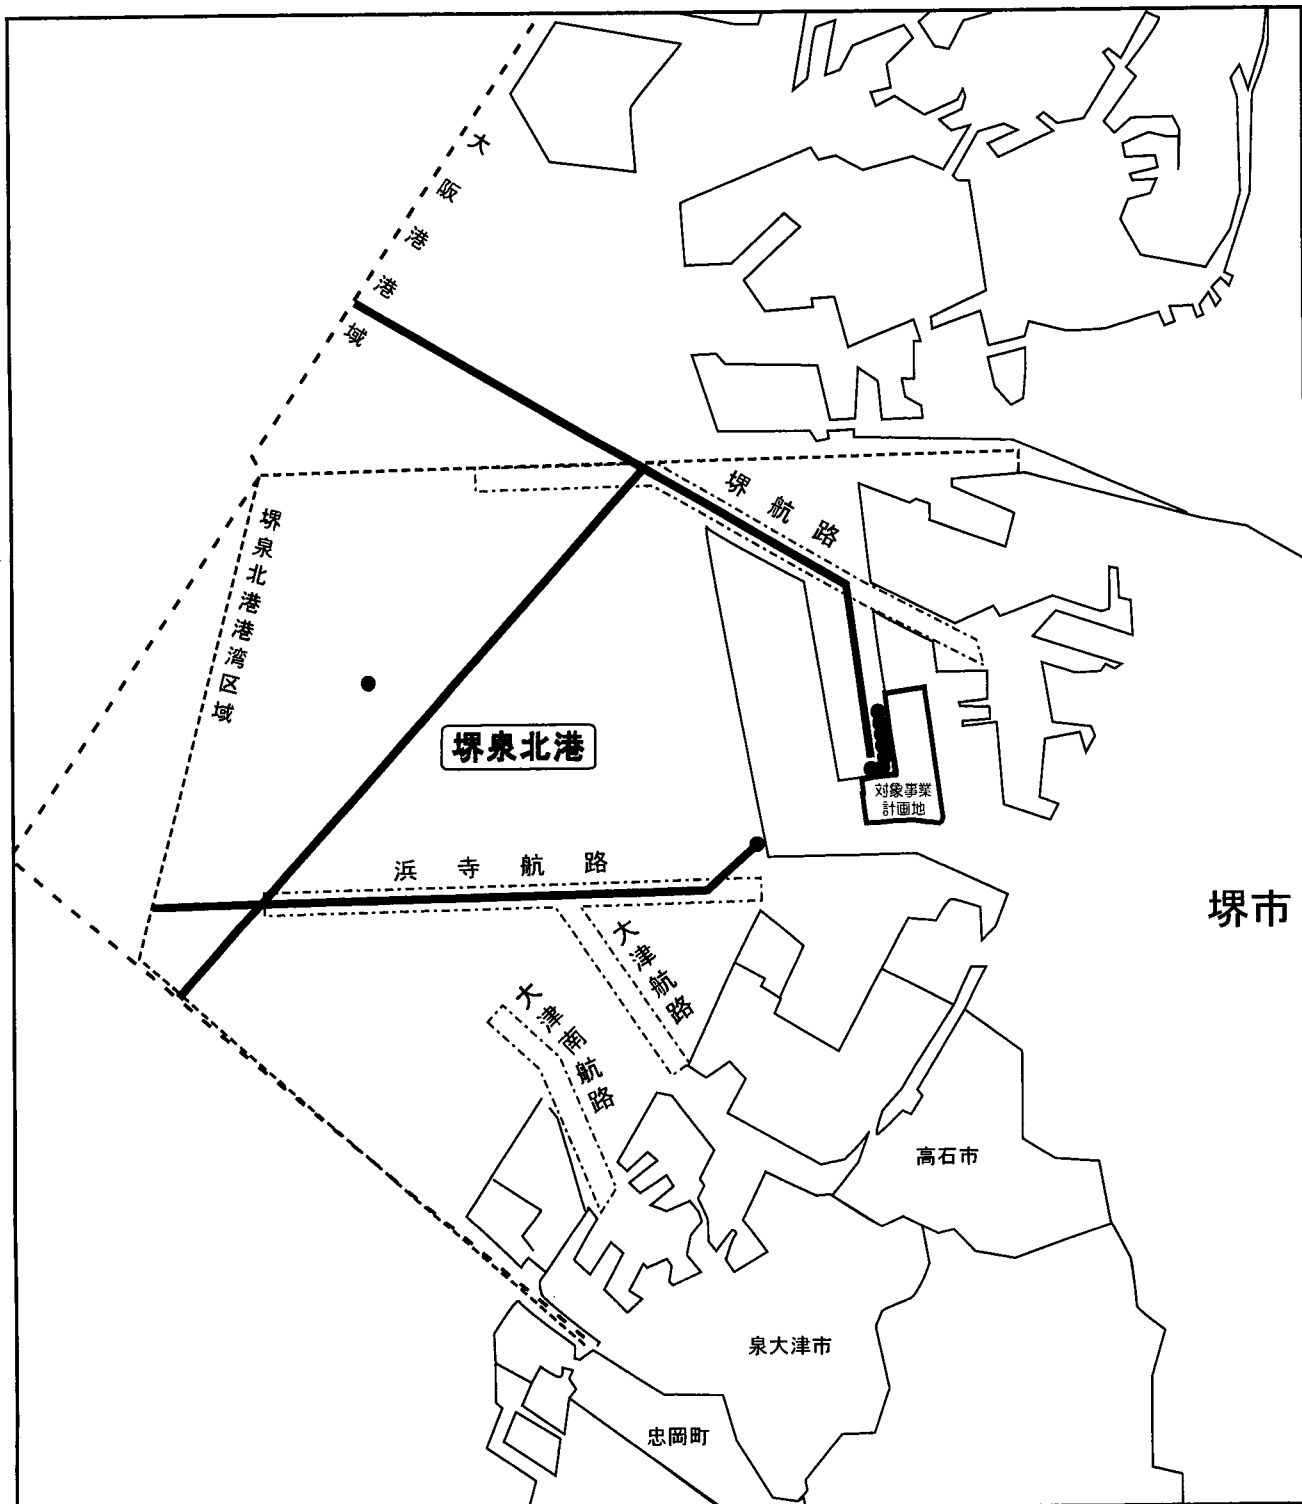 大阪港港域
堺航路
堺泉北港港湾区域
堺泉北港
対象事業
計画地
浜寺航路
堺市
大津航路
大津南航路
高石市
泉大津市
忠岡町